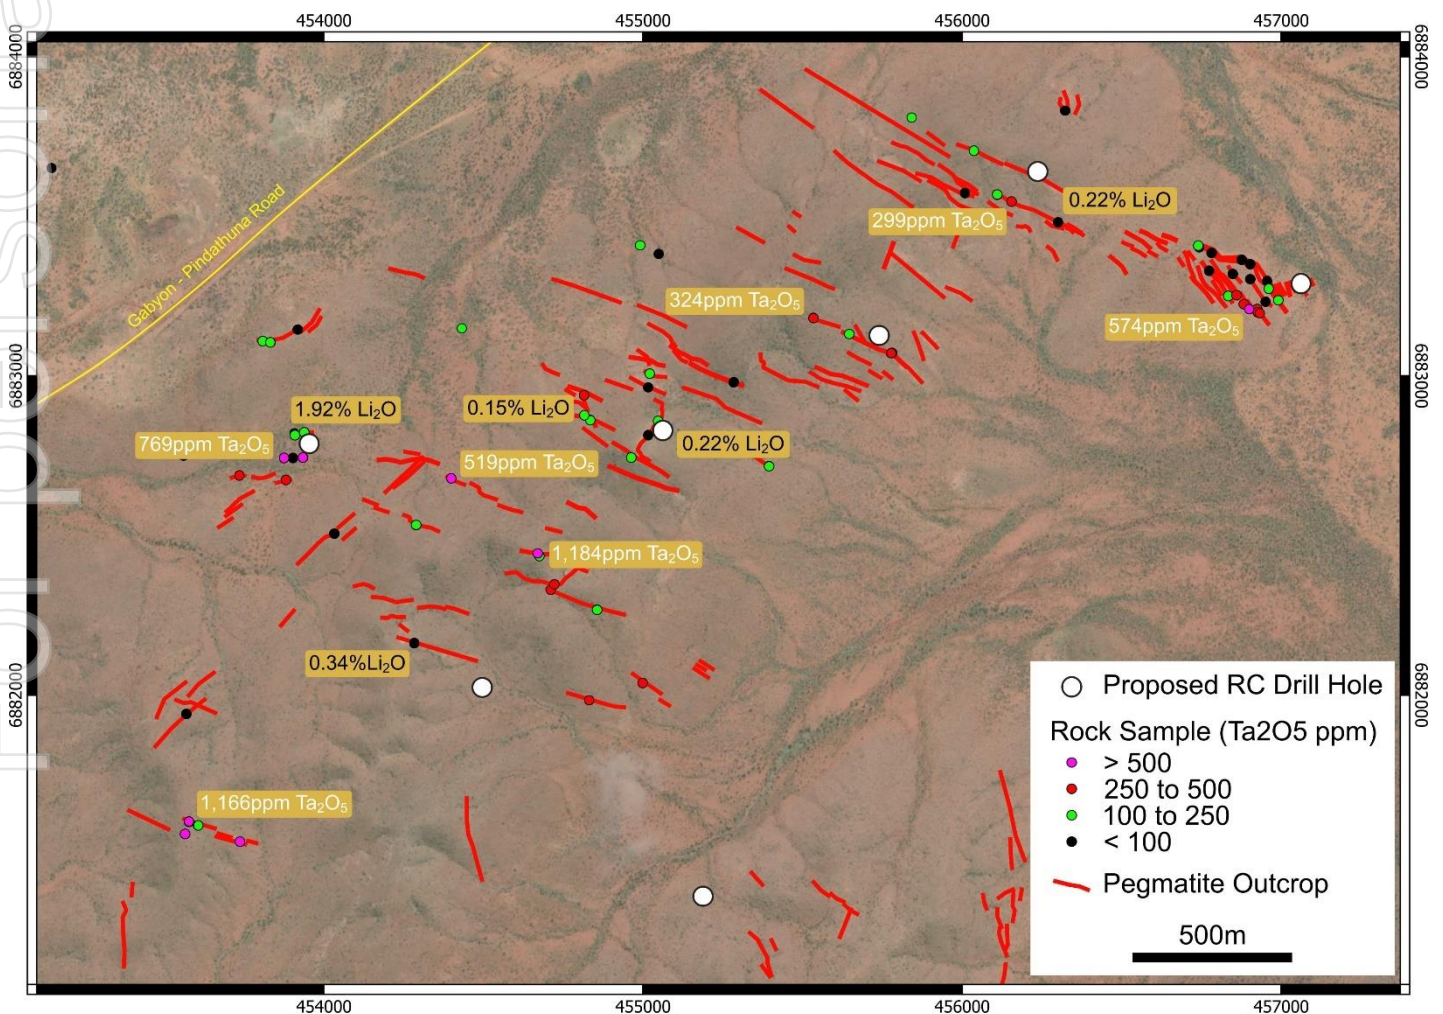 454000
455000
456000
457000
6884000
6884000
Gabyon - Pindathuna Road
0.22% Li₂O
299ppm Ta₂O₅
324ppm Ta₂O₅
574ppm Ta₂O₅
6883000
6883000
1.92% Li₂O
0.15% Li₂O
769ppm Ta₂O₅
0.22% Li₂O
519ppm Ta₂O₅
1,184ppm Ta₂O₅
0.34%Li₂O
6882000
6882000
1,166ppm Ta₂O₅
Proposed RC Drill Hole
Rock Sample (Ta2O5 ppm)
> 500
250 to 500
100 to 250
< 100
Pegmatite Outcrop
500m
454000
455000
456000
457000